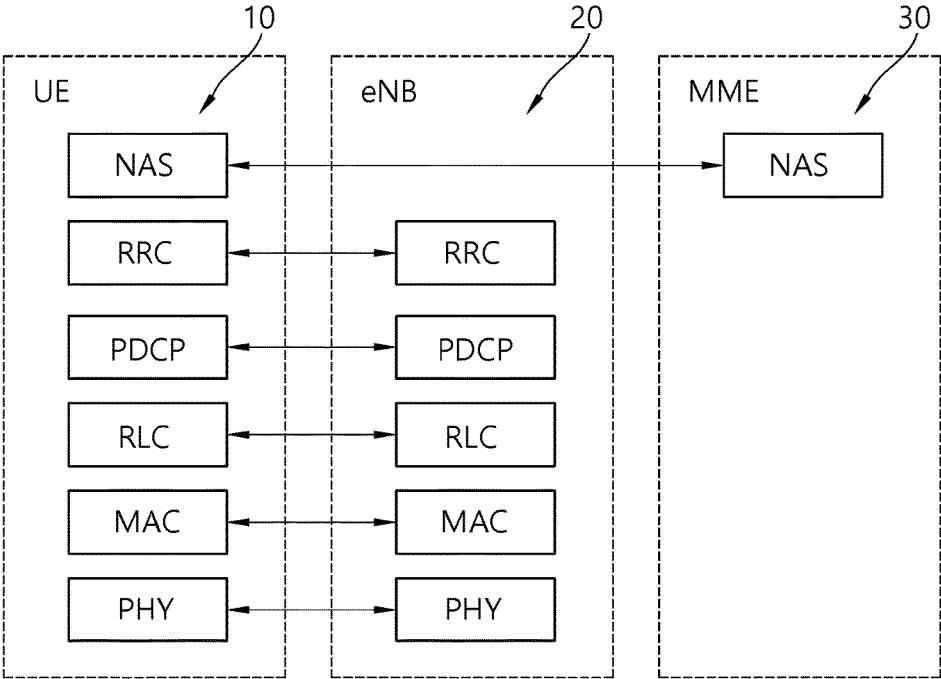 10 20 30
UE eNB MME
NAS NAS
RRC RRC
PDCP PDCP
RLC RLC
MAC MAC
PHY PHY